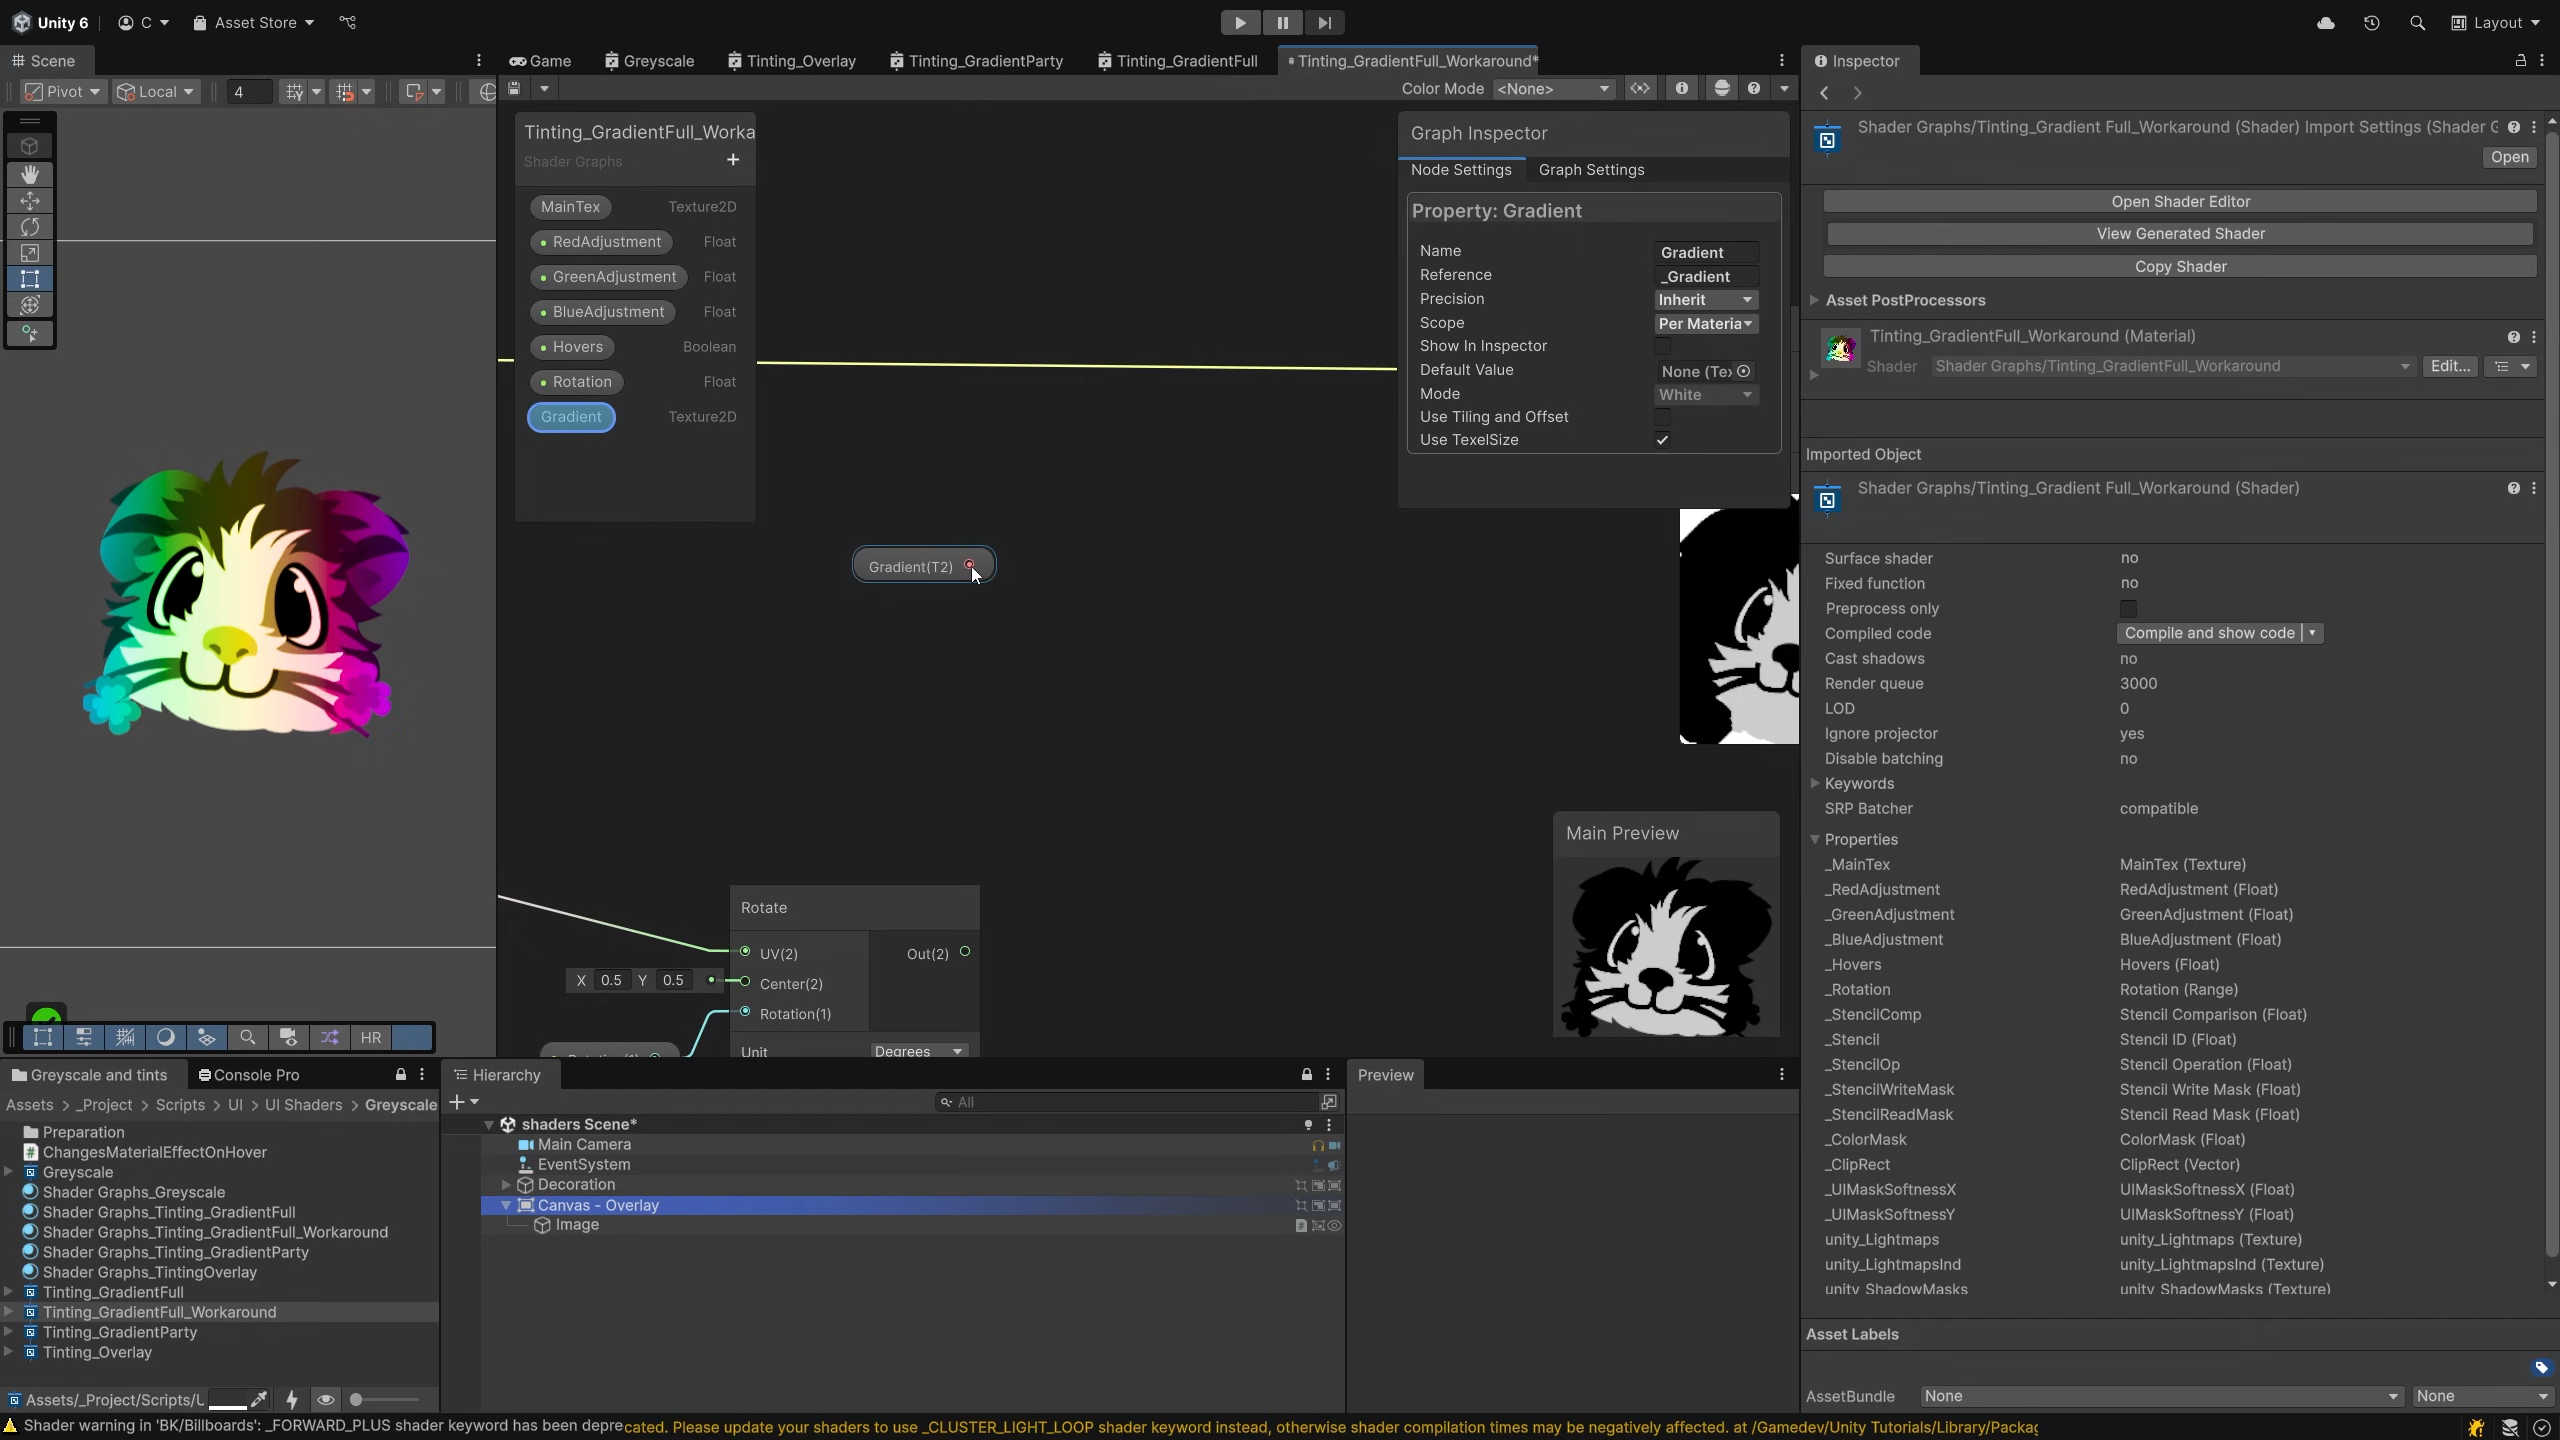 Unity 6
C
Asset Store
Layout
Scene
Game
Greyscale
Tinting_Overlay
Tinting_GradientParty
Tinting_GradientFull
Tinting_GradientFull_Workaround*
Inspector
Pivot
Local
4
Color Mode
<None>
Tinting_GradientFull_Worka
Shader Graphs
MainTex
Texture2D
RedAdjustment
Float
GreenAdjustment
Float
BlueAdjustment
Float
Hovers
Boolean
Rotation
Float
Gradient
Texture2D
Graph Inspector
Node Settings
Graph Settings
Property: Gradient
Name
Gradient
Reference
_Gradient
Precision
Inherit
Scope
Per Materia
Show In Inspector
Default Value
None (Tex
Mode
White
Use Tiling and Offset
Use TexelSize
Gradient(T2)
Rotate
UV(2)
Out(2)
X 0.5 Y 0.5
Center(2)
Rotation(1)
Unit
Degrees
Main Preview
Shader Graphs/Tinting_Gradient Full_Workaround (Shader) Import Settings (Shader G
Open
Open Shader Editor
View Generated Shader
Copy Shader
Asset PostProcessors
Tinting_GradientFull_Workaround (Material)
Shader
Shader Graphs/Tinting_GradientFull_Workaround
Edit...
Imported Object
Shader Graphs/Tinting_Gradient Full_Workaround (Shader)
Surface shader no
Fixed function no
Preprocess only
Compiled code Compile and show code
Cast shadows no
Render queue 3000
LOD 0
Ignore projector yes
Disable batching no
Keywords
SRP Batcher compatible
Properties
_MainTex MainTex (Texture)
_RedAdjustment RedAdjustment (Float)
_GreenAdjustment GreenAdjustment (Float)
_BlueAdjustment BlueAdjustment (Float)
_Hovers Hovers (Float)
_Rotation Rotation (Range)
_StencilComp Stencil Comparison (Float)
_Stencil Stencil ID (Float)
_StencilOp Stencil Operation (Float)
_StencilWriteMask Stencil Write Mask (Float)
_StencilReadMask Stencil Read Mask (Float)
_ColorMask ColorMask (Float)
_ClipRect ClipRect (Vector)
_UIMaskSoftnessX UIMaskSoftnessX (Float)
_UIMaskSoftnessY UIMaskSoftnessY (Float)
unity_Lightmaps unity_Lightmaps (Texture)
unity_LightmapsInd unity_LightmapsInd (Texture)
unity_ShadowMasks unity_ShadowMasks (Texture)
Asset Labels
AssetBundle
None
None
HR
Greyscale and tints
Console Pro
Assets > _Project > Scripts > UI > UI Shaders > Greyscale
Preparation
ChangesMaterialEffectOnHover
Greyscale
Shader Graphs_Greyscale
Shader Graphs_Tinting_GradientFull
Shader Graphs_Tinting_GradientFull_Workaround
Shader Graphs_Tinting_GradientParty
Shader Graphs_TintingOverlay
Tinting_GradientFull
Tinting_GradientFull_Workaround
Tinting_GradientParty
Tinting_Overlay
Assets/_Project/Scripts/U
Hierarchy
All
shaders Scene*
Main Camera
EventSystem
Decoration
Canvas - Overlay
Image
Preview
Shader warning in 'BK/Billboards': _FORWARD_PLUS shader keyword has been deprecated. Please update your shaders to use _CLUSTER_LIGHT_LOOP shader keyword instead, otherwise shader compilation times may be negatively affected. at /Gamedev/Unity Tutorials/Library/Packag